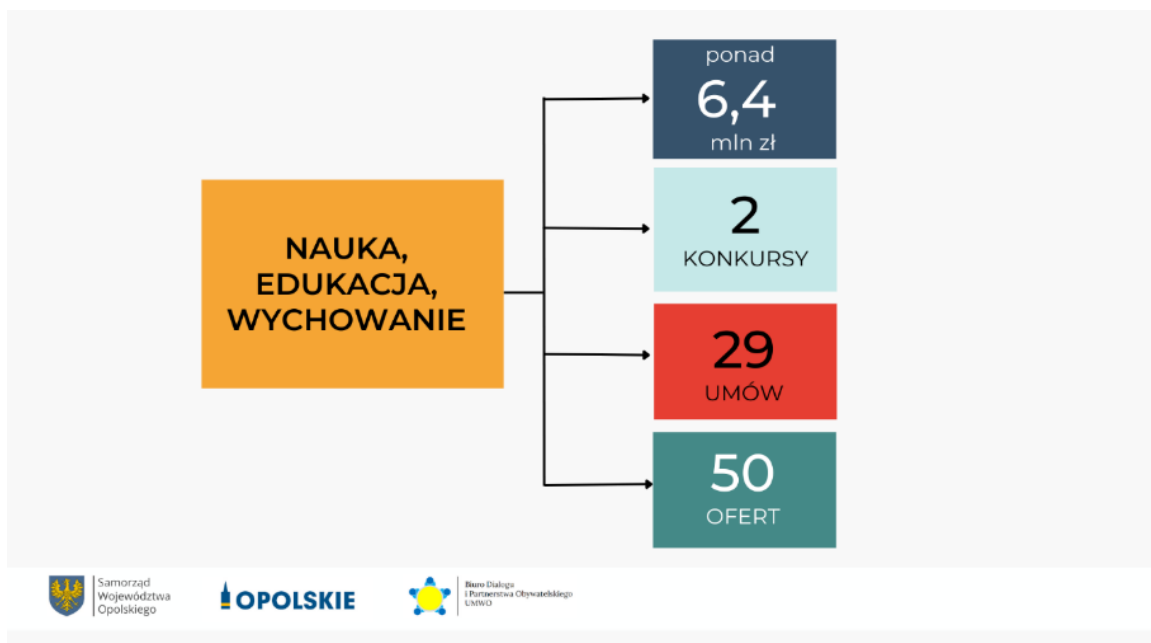 NAUKA,
EDUKACJA,
WYCHOWANIE
ponad
6,4
mln zł
2
KONKURSY
29
UMÓW
50
OFERT
Samorząd
Województwa
Opolskiego
OPOLSKIE
Biuro Dialogu
i Partnerstwa Obywatelskiego
UMWO